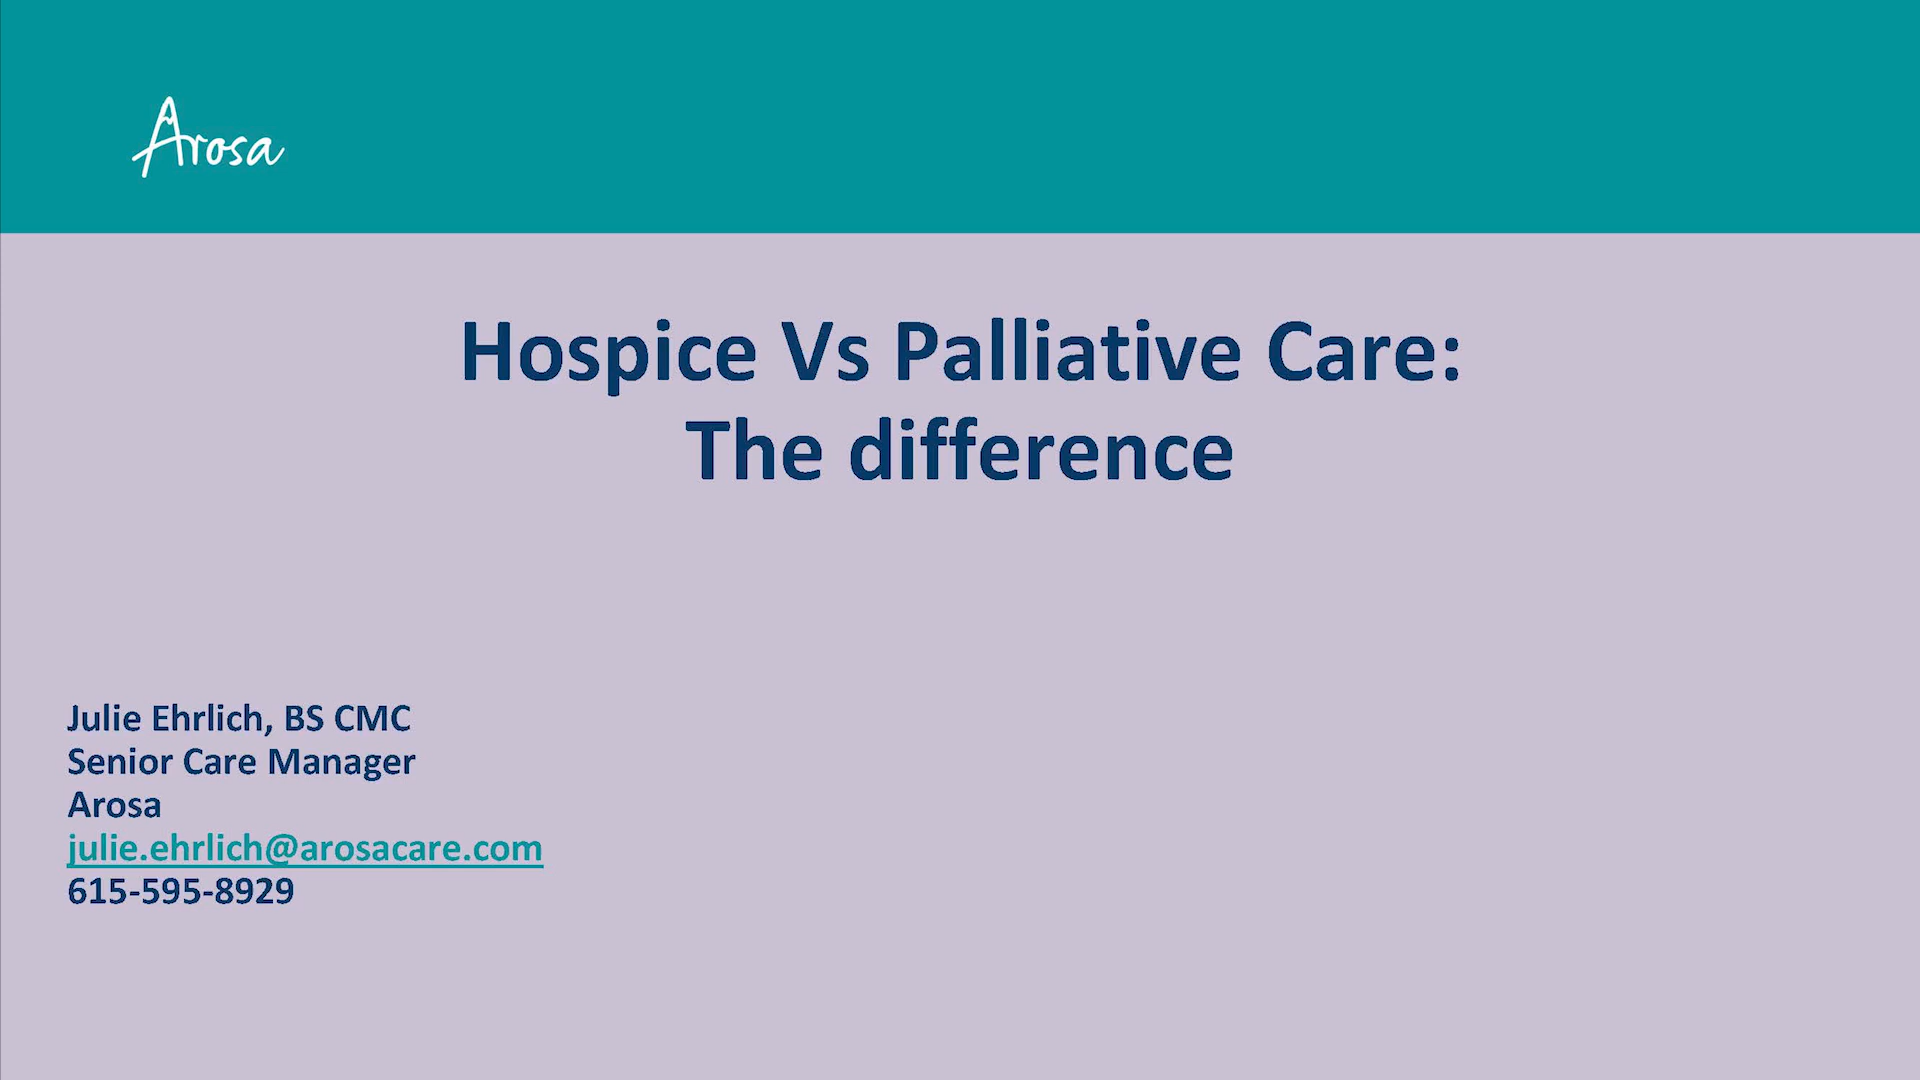 Arosa
Hospice Vs Palliative Care:
The difference
Julie Ehrlich, BS CMC
Senior Care Manager
Arosa
julie.ehrlich@arosacare.com
615-595-8929